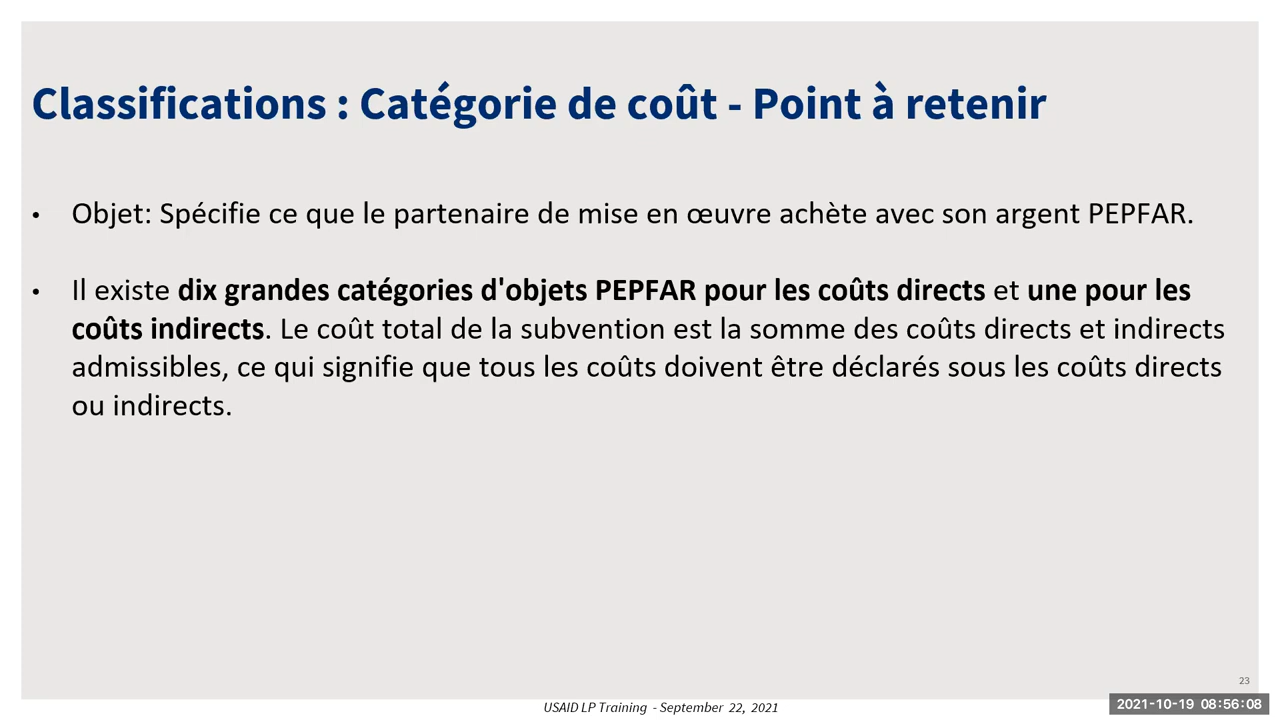 Classifications : Catégorie de coût - Point à retenir
• Objet: Spécifie ce que le partenaire de mise en œuvre achète avec son argent PEPFAR.
• Il existe dix grandes catégories d'objets PEPFAR pour les coûts directs et une pour les
coûts indirects. Le coût total de la subvention est la somme des coûts directs et indirects
admissibles, ce qui signifie que tous les coûts doivent être déclarés sous les coûts directs
ou indirects.
23
USAID LP Training - September 22, 2021
2021-10-19 08:56:08